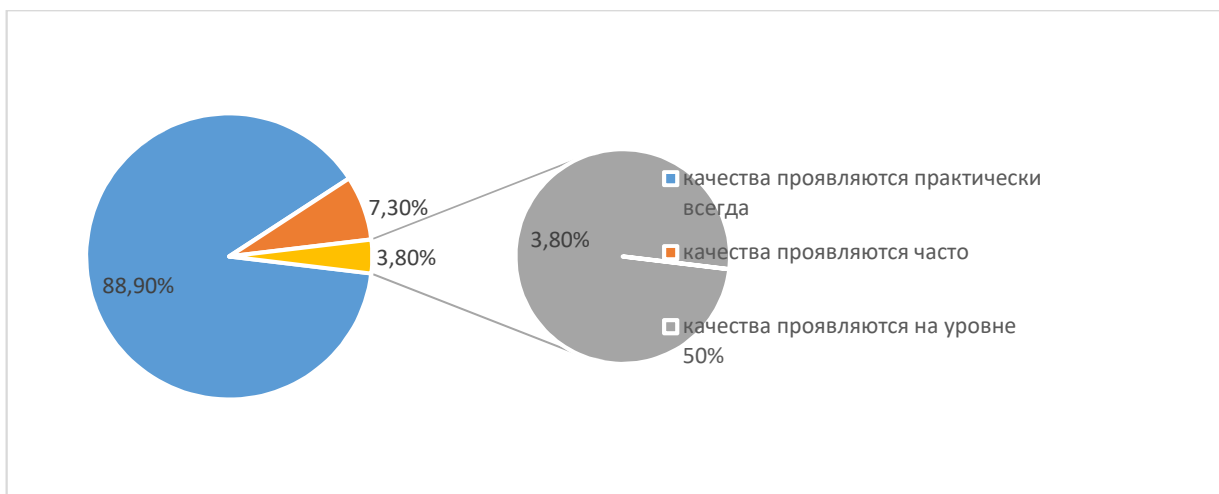 88,90%
7,30%
3,80%
3,80%
качества проявляются практически
всегда
качества проявляются часто
качества проявляются на уровне
50%